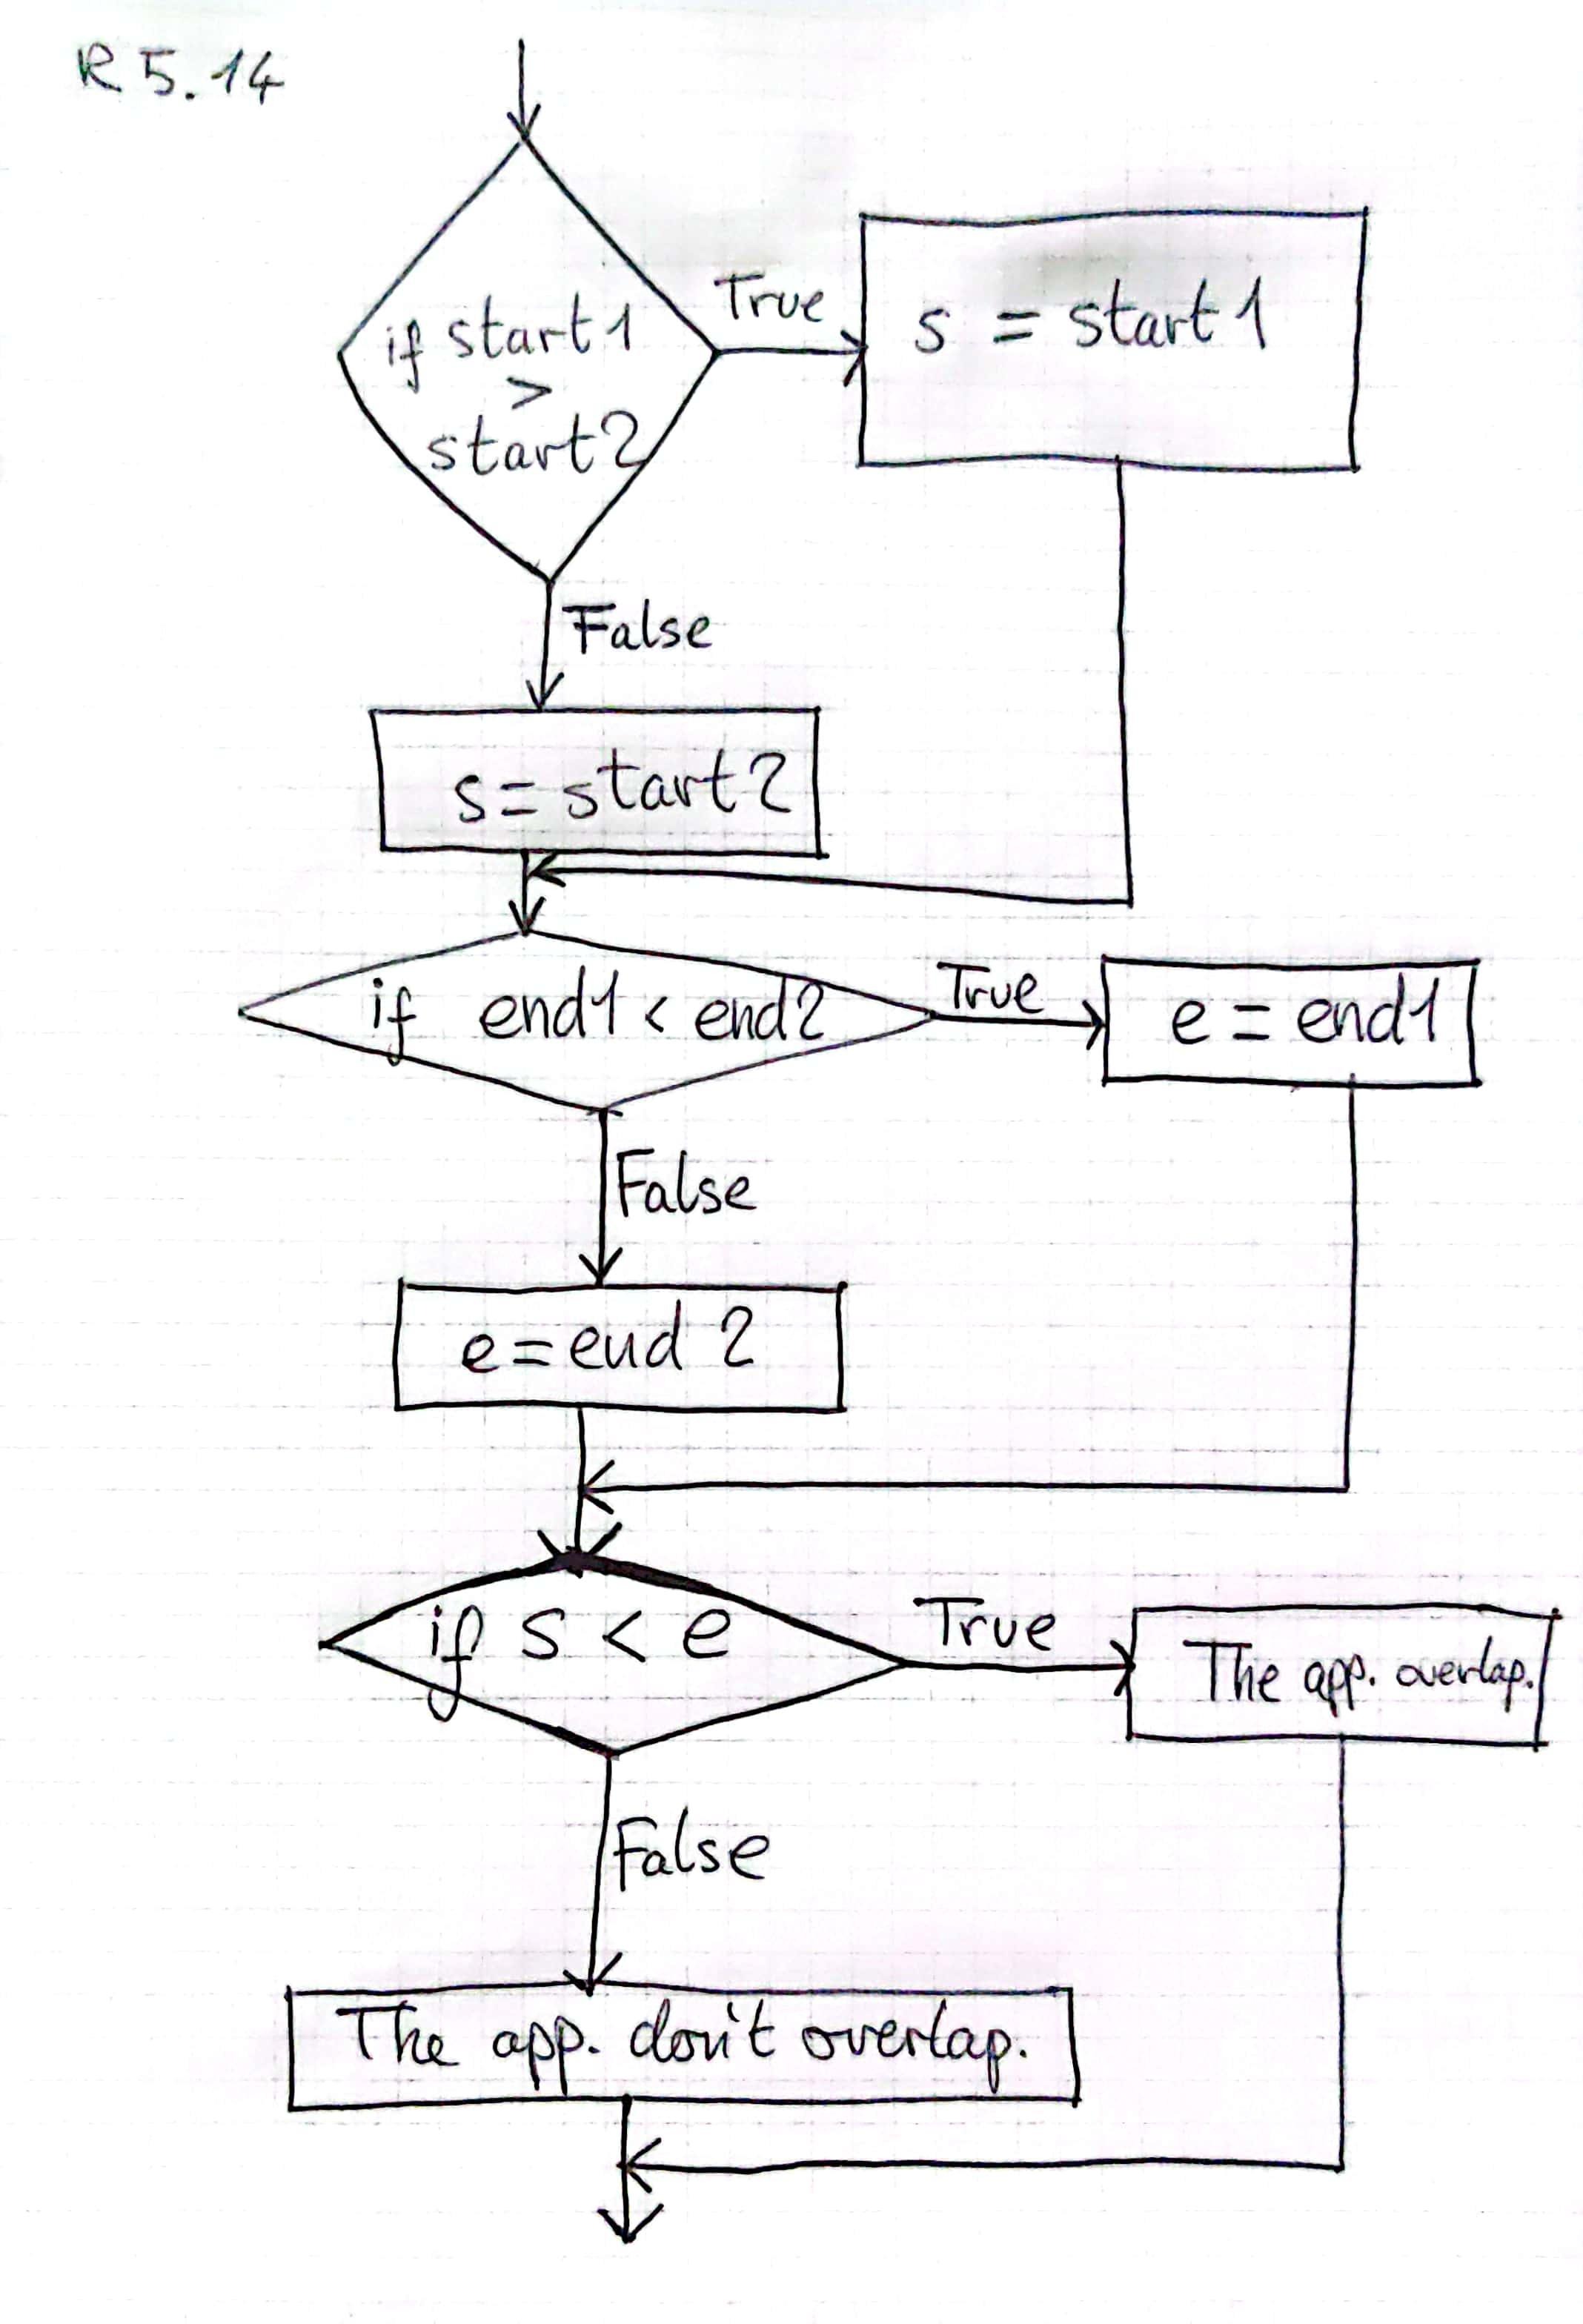 R 5.14
if start1
>
start2
True
s = start1
False
s = start2
if end1 < end2
True
e = end1
False
e = end 2
if s < e
True
The app. overlap.
False
The app. don't overlap.